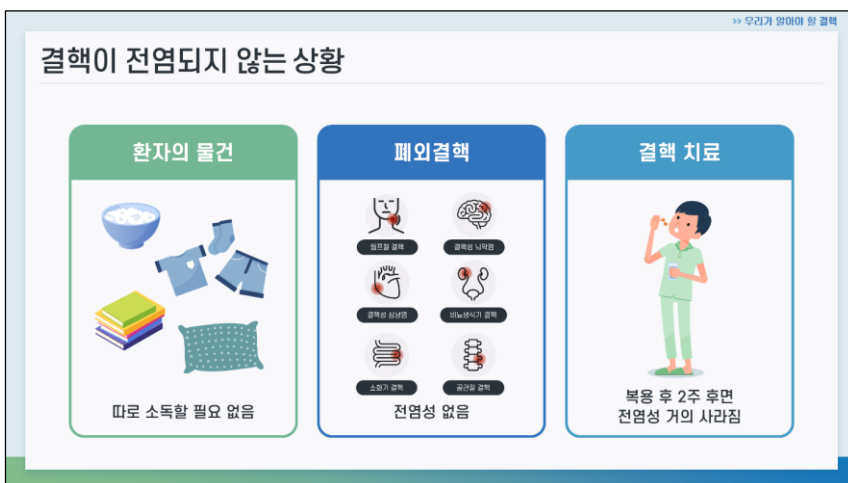 >> 우리가 알아야 할 결핵
결핵이 전염되지 않는 상황
환자의 물건
따로 소독할 필요 없음
폐외결핵
림프절 결핵
결핵성 뇌막염
결핵성 심낭염
비뇨생식기 결핵
소화기 결핵
골관절 결핵
전염성 없음
결핵 치료
복용 후 2주 후면
전염성 거의 사라짐